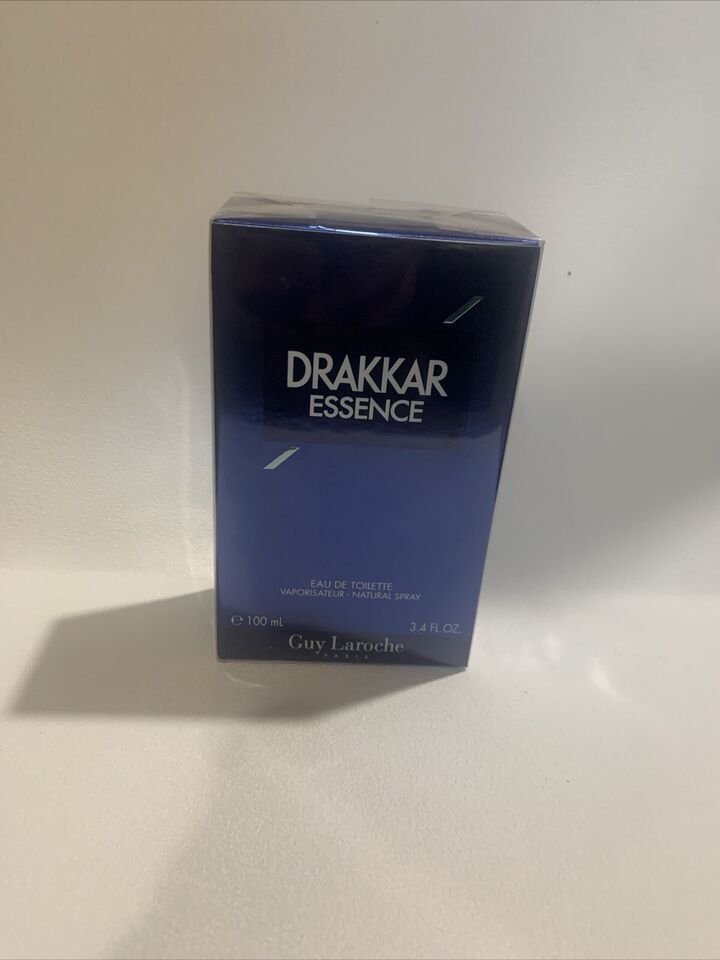 DRAKKAR
ESSENCE
EAU DE TOILETTE
VAPORISATEUR - NATURAL SPRAY
℮ 100 mL 3.4 FL.OZ.
Guy Laroche
PARIS